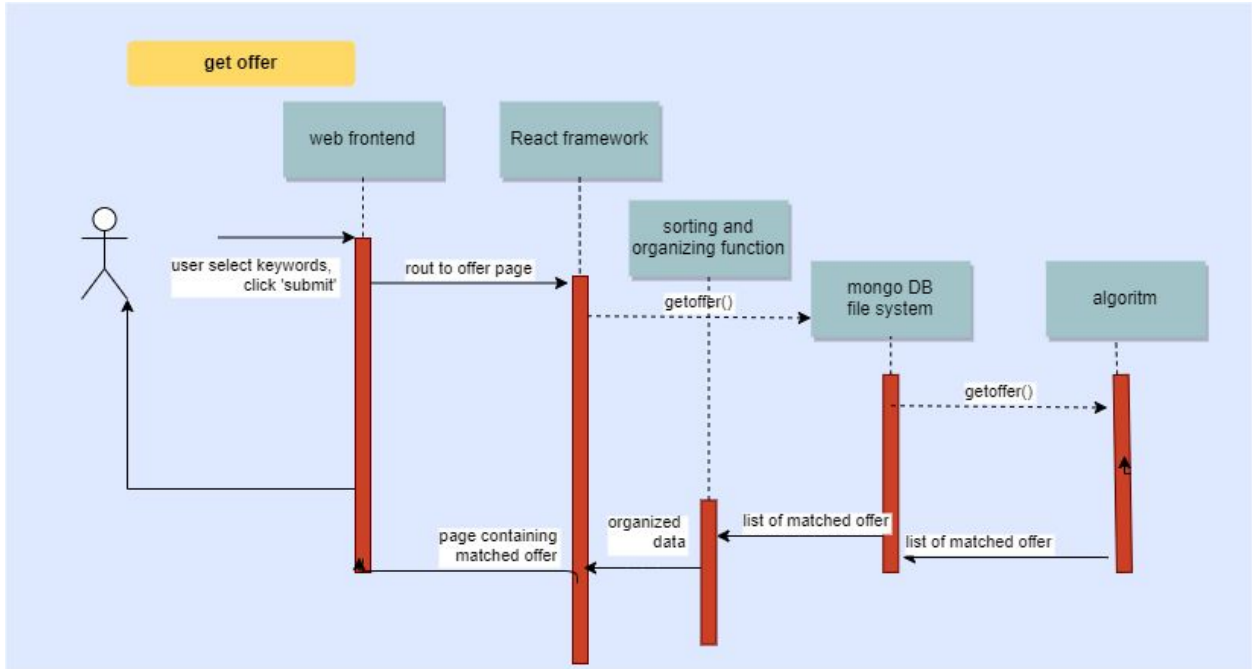 get offer
web frontend
React framework
sorting and
organizing function
mongo DB
file system
algoritm
user select keywords,
click 'submit'
rout to offer page
getoffer()
getoffer()
list of matched offer
list of matched offer
organized
data
page containing
matched offer